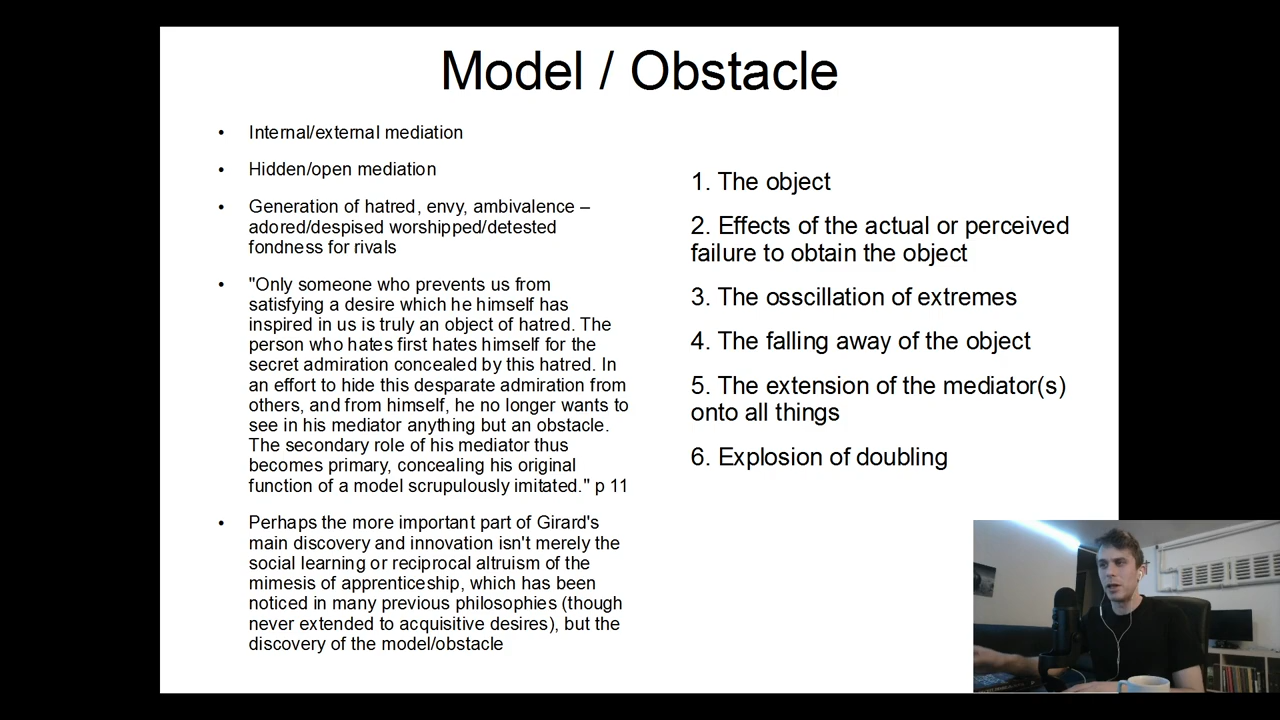 Model / Obstacle
• Internal/external mediation
• Hidden/open mediation
• Generation of hatred, envy, ambivalence –
adored/despised worshipped/detested
fondness for rivals
• "Only someone who prevents us from
satisfying a desire which he himself has
inspired in us is truly an object of hatred. The
person who hates first hates himself for the
secret admiration concealed by this hatred. In
an effort to hide this desparate admiration from
others, and from himself, he no longer wants to
see in his mediator anything but an obstacle.
The secondary role of his mediator thus
becomes primary, concealing his original
function of a model scrupulously imitated." p 11
• Perhaps the more important part of Girard's
main discovery and innovation isn't merely the
social learning or reciprocal altruism of the
mimesis of apprenticeship, which has been
noticed in many previous philosophies (though
never extended to acquisitive desires), but the
discovery of the model/obstacle
1. The object
2. Effects of the actual or perceived
failure to obtain the object
3. The osscillation of extremes
4. The falling away of the object
5. The extension of the mediator(s)
onto all things
6. Explosion of doubling